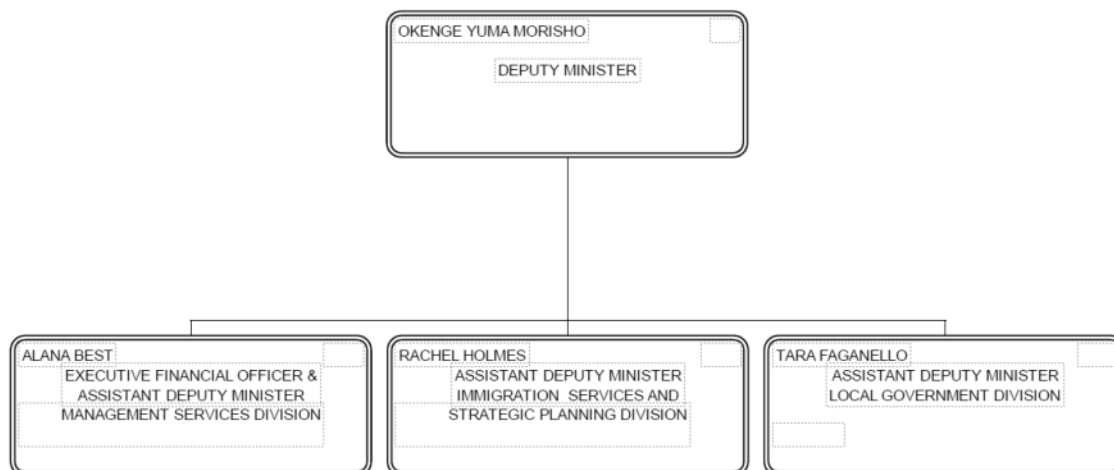 OKENGE YUMA MORISHO
DEPUTY MINISTER
ALANA BEST
EXECUTIVE FINANCIAL OFFICER &
ASSISTANT DEPUTY MINISTER
MANAGEMENT SERVICES DIVISION
RACHEL HOLMES
ASSISTANT DEPUTY MINISTER
IMMIGRATION SERVICES AND
STRATEGIC PLANNING DIVISION
TARA FAGANELLO
ASSISTANT DEPUTY MINISTER
LOCAL GOVERNMENT DIVISION